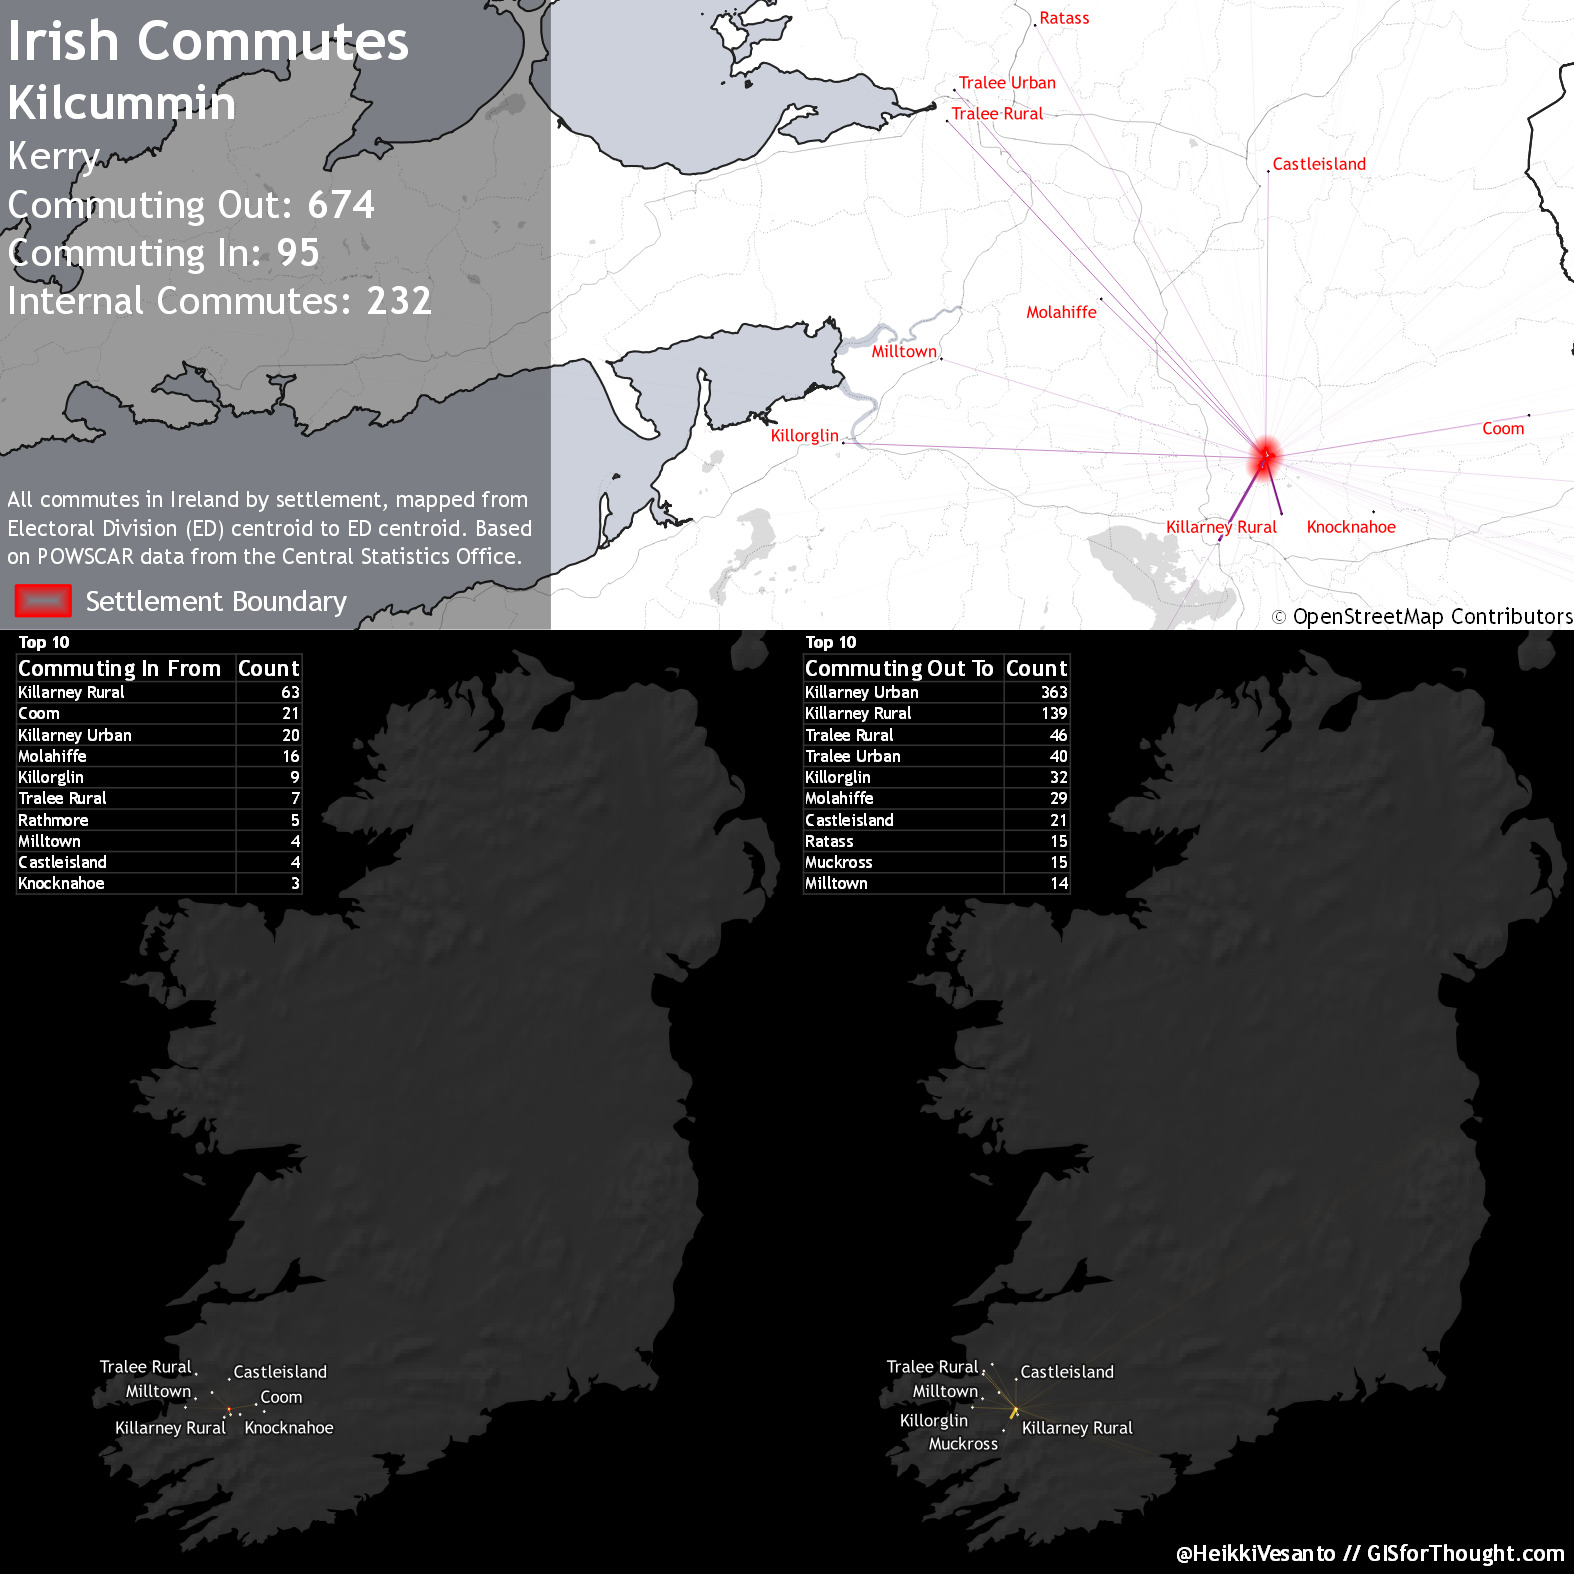 Irish Commutes
Kilcummin
Kerry
Commuting Out: 674
Commuting In: 95
Internal Commutes: 232
All commutes in Ireland by settlement, mapped from
Electoral Division (ED) centroid to ED centroid. Based
on POWSCAR data from the Central Statistics Office.
Settlement Boundary
Ratass
Tralee Urban
Tralee Rural
Castleisland
Molahiffe
Milltown
Killorglin
Coom
Killarney Rural
Knocknahoe
© OpenStreetMap Contributors
Top 10
Commuting In From Count
Killarney Rural 63
Coom 21
Killarney Urban 20
Molahiffe 16
Killorglin 9
Tralee Rural 7
Rathmore 5
Milltown 4
Castleisland 4
Knocknahoe 3
Top 10
Commuting Out To Count
Killarney Urban 363
Killarney Rural 139
Tralee Rural 46
Tralee Urban 40
Killorglin 32
Molahiffe 29
Castleisland 21
Ratass 15
Muckross 15
Milltown 14
Tralee Rural
Castleisland
Milltown
Coom
Killarney Rural
Knocknahoe
Tralee Rural
Castleisland
Milltown
Killorglin
Killarney Rural
Muckross
@HeikkiVesanto // GISforThought.com